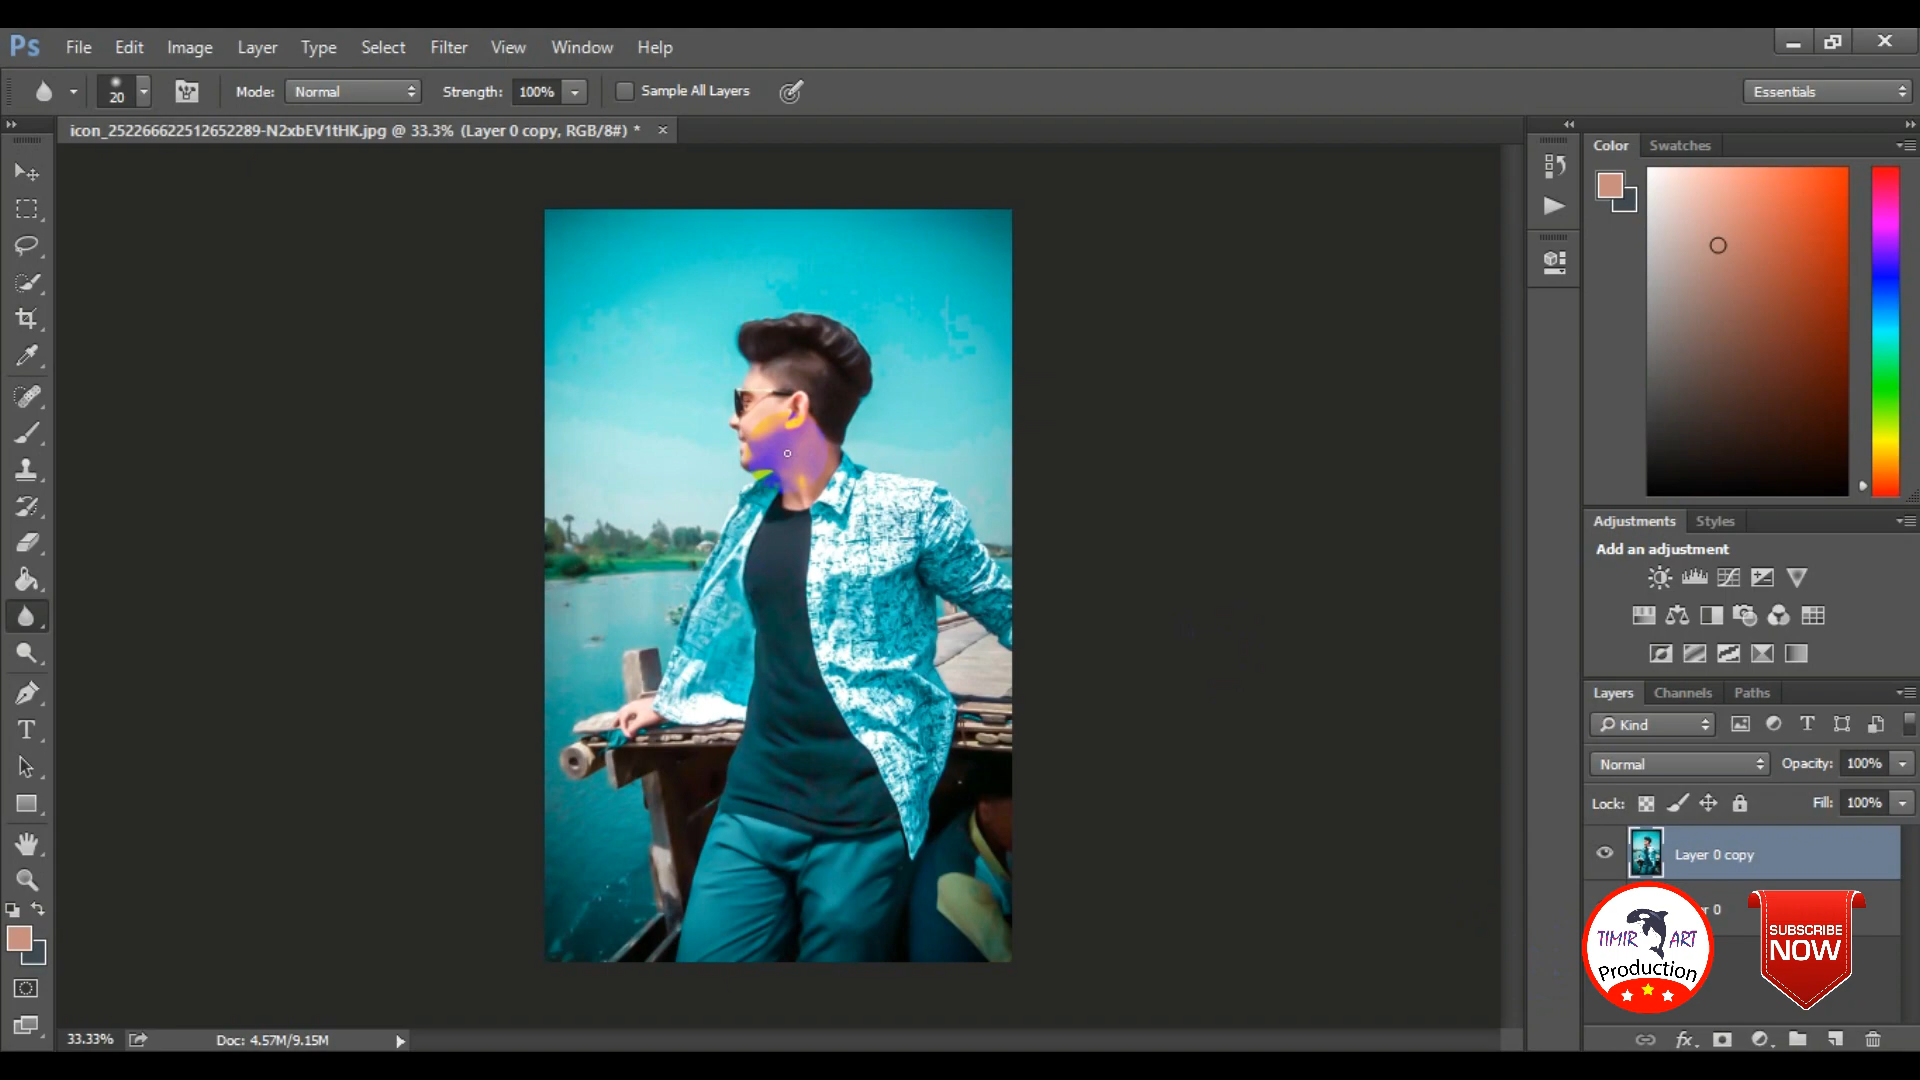 Ps File Edit Image Layer Type Select Filter View Window Help
20 Mode: Normal Strength: 100% Sample All Layers Essentials
icon_252266622512652289-N2xbEV1tHK.jpg @ 33.3% (Layer 0 copy, RGB/8#) * ×
Color Swatches
Adjustments Styles
Add an adjustment
Layers Channels Paths
Kind
Normal Opacity: 100%
Lock: Fill: 100%
Layer 0 copy
r 0
TIMIR ART
Production
SUBSCRIBE
NOW
33.33% Doc: 4.57M/9.15M
fx